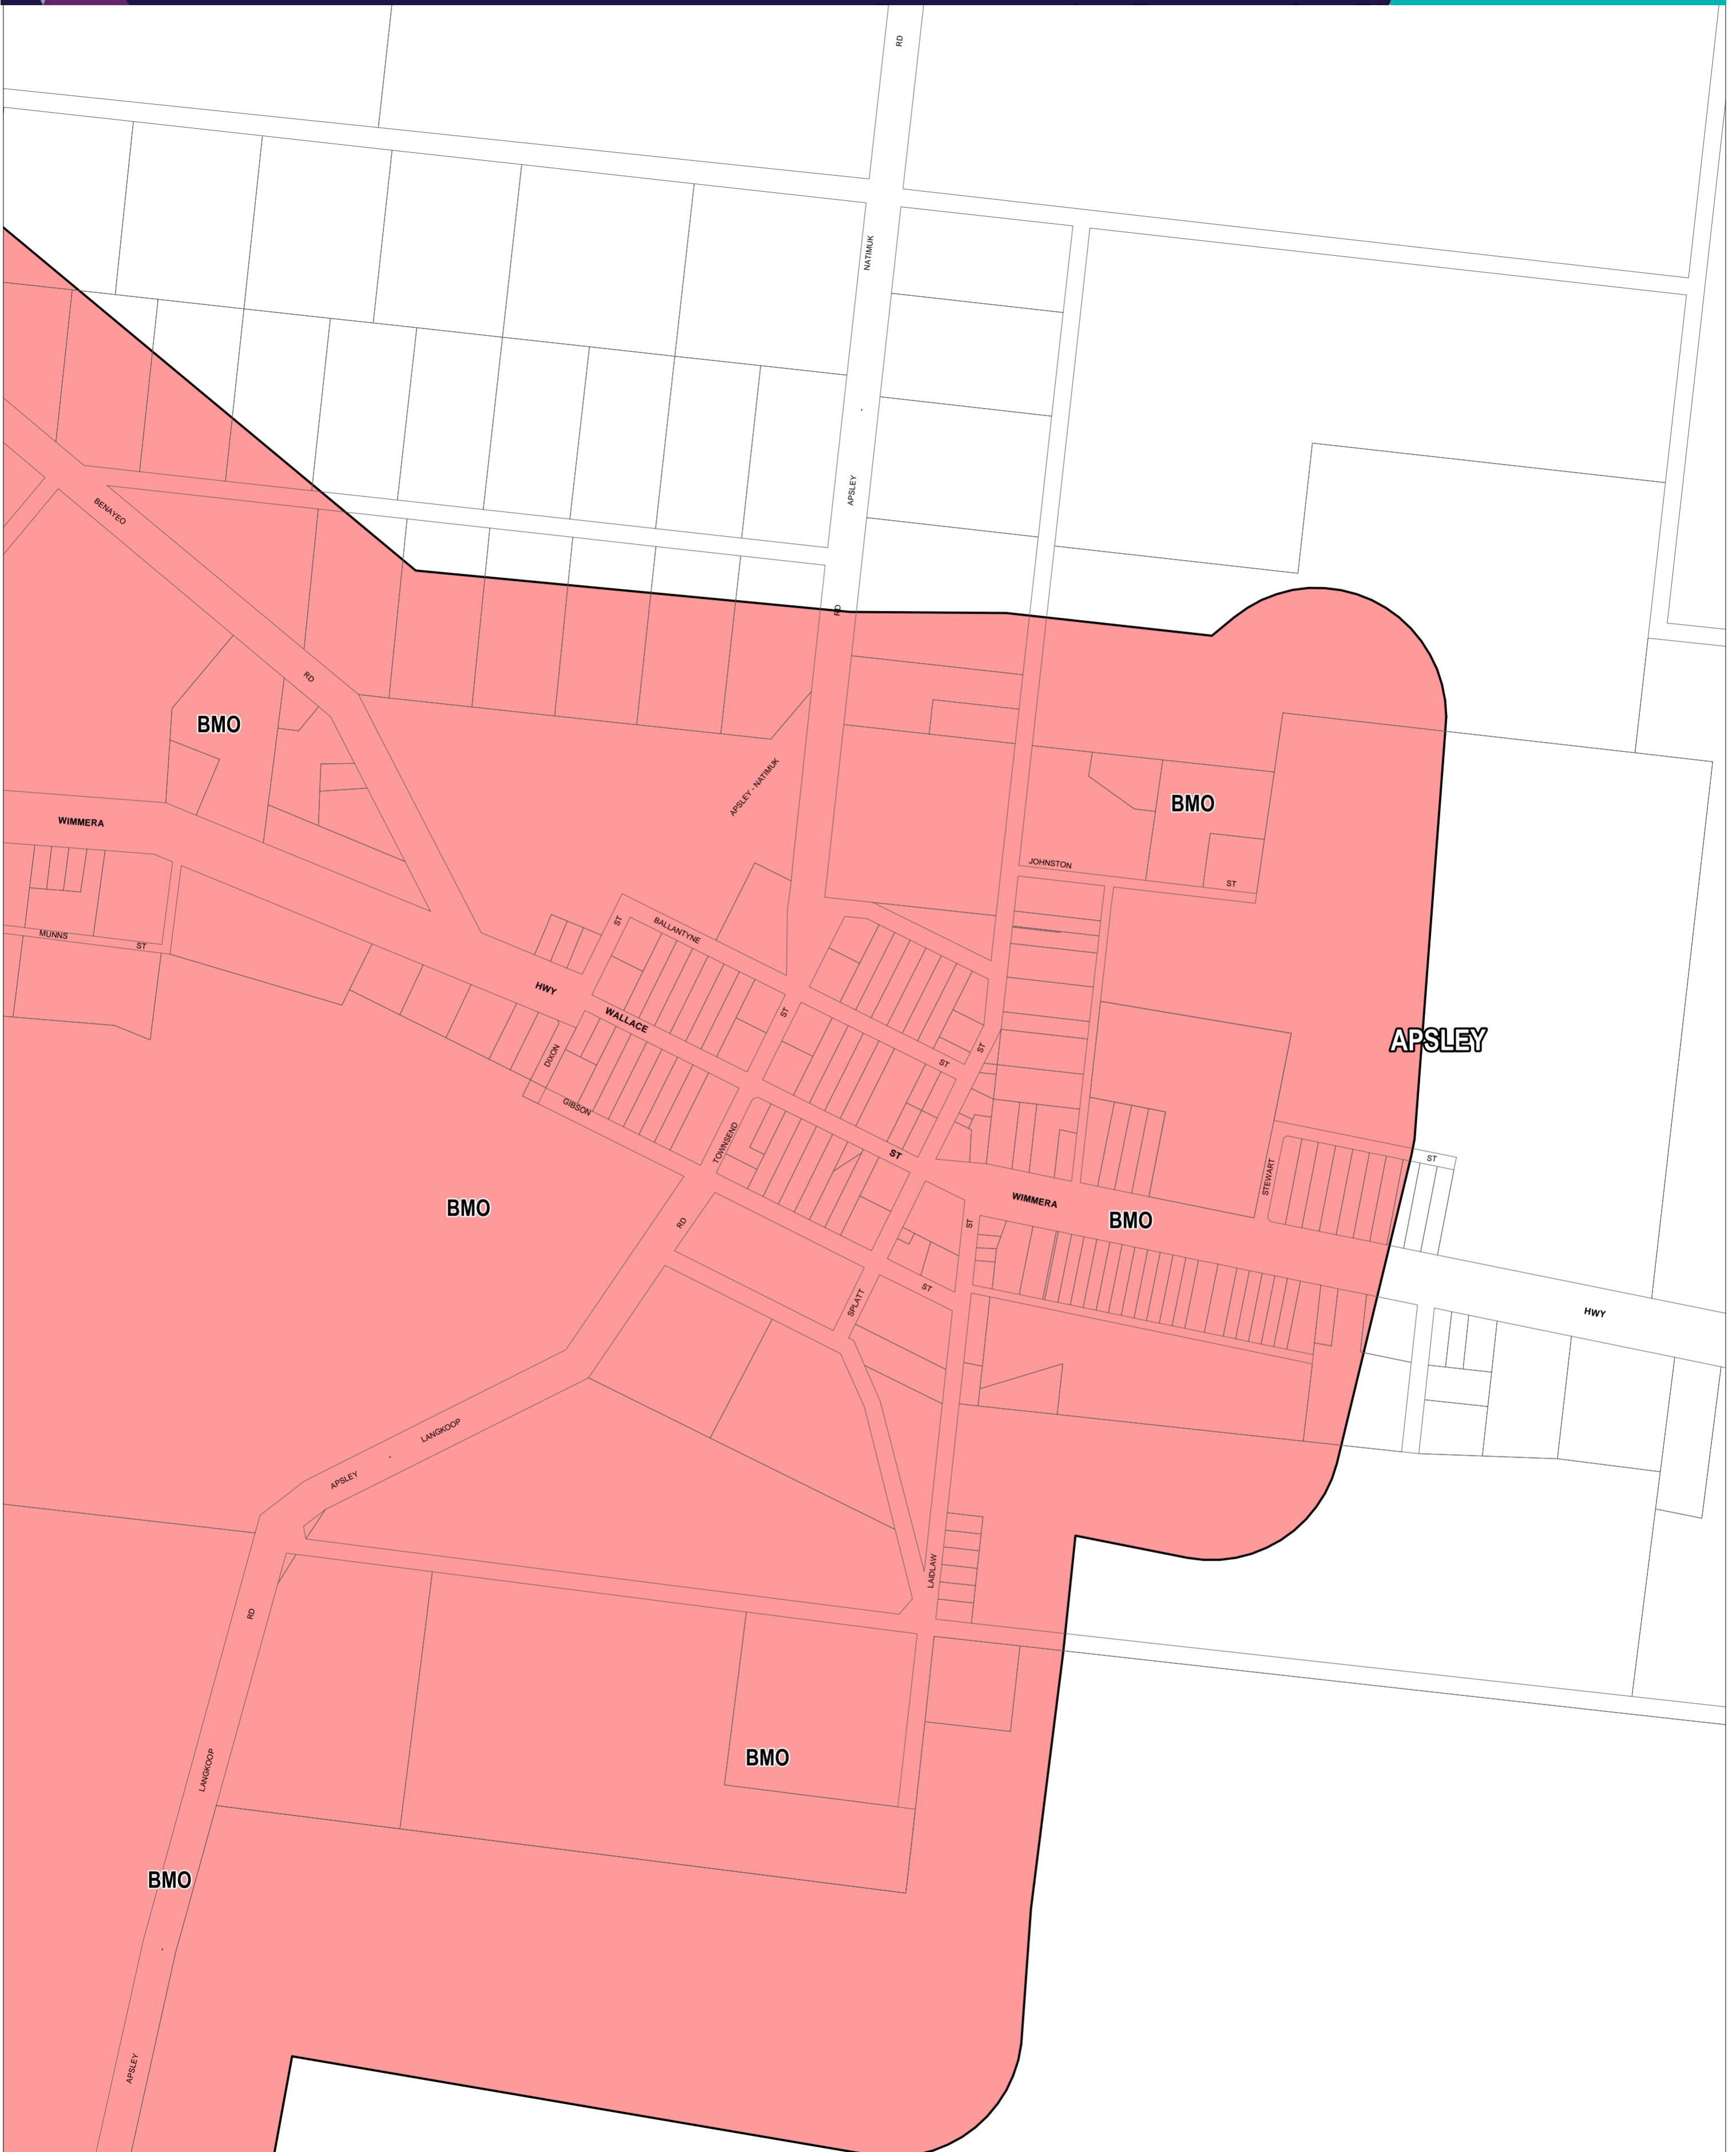 RD
NATIMUK
-
APSLEY
RD
BENAYEO
RD
BMO
APSLEY - NATIMUK
BMO
WIMMERA
JOHNSTON
ST
MUNNS
ST
ST
BALLANTYNE
HWY
WALLACE
ST
ST
ST
APSLEY
DIXON
GIBSON
TOWNSEND
ST
ST
STEWART
BMO
RD
ST
WIMMERA
BMO
ST
SPLATT
HWY
LANGKOOP
-
APSLEY
LAIDLAW
RD
LANGKOOP
BMO
BMO
-
APSLEY